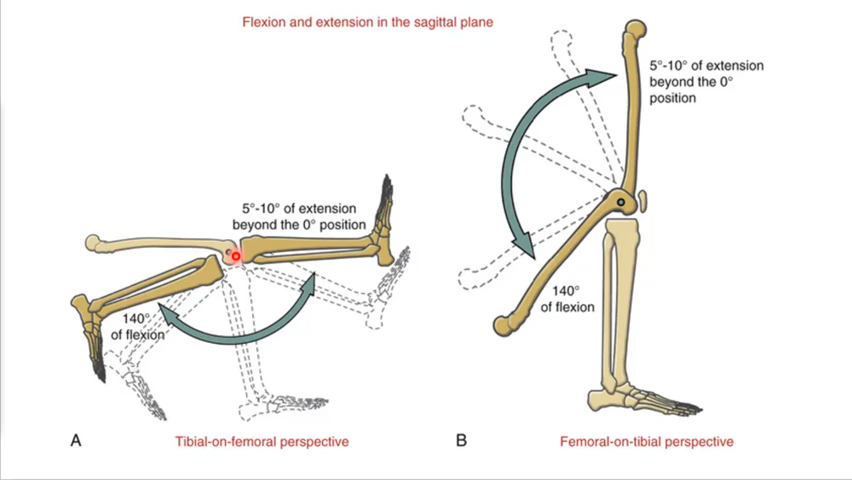 Flexion and extension in the sagittal plane
5°-10° of extension
beyond the 0° position
140°
of flexion
A
Tibial-on-femoral perspective
5°-10° of extension
beyond the 0°
position
140°
of flexion
B
Femoral-on-tibial perspective